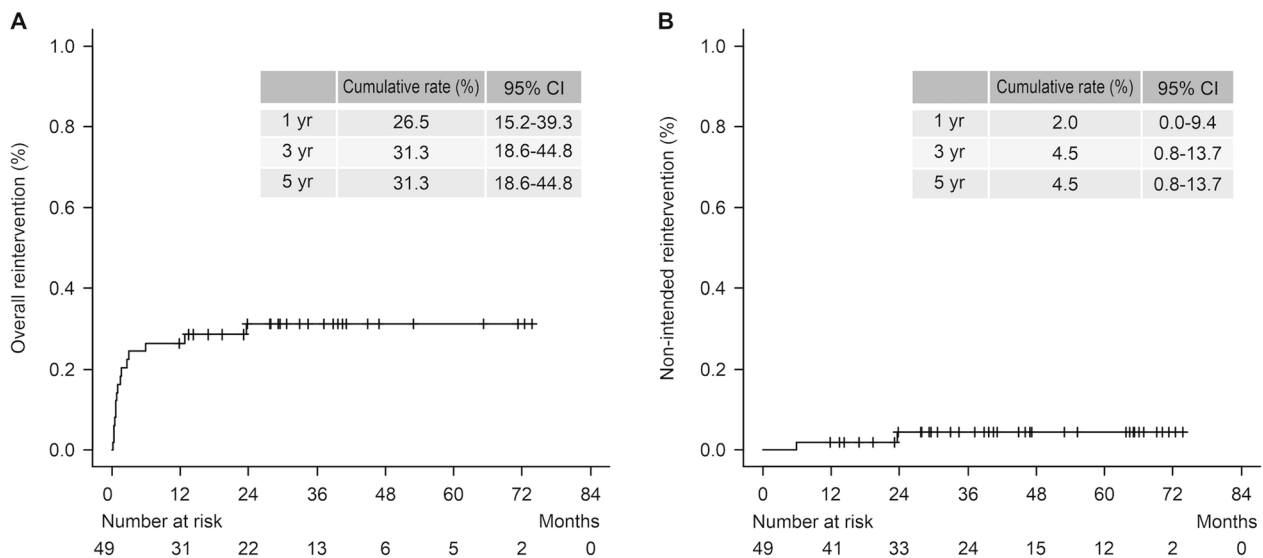 A
Overall reintervention (%)
1.0
0.8
0.6
0.4
0.2
0.0
Cumulative rate (%) 95% CI
1 yr 26.5 15.2-39.3
3 yr 31.3 18.6-44.8
5 yr 31.3 18.6-44.8
0 12 24 36 48 60 72 84
Number at risk Months
49 31 22 13 6 5 2 0
B
Non-intended reintervention (%)
1.0
0.8
0.6
0.4
0.2
0.0
Cumulative rate (%) 95% CI
1 yr 2.0 0.0-9.4
3 yr 4.5 0.8-13.7
5 yr 4.5 0.8-13.7
0 12 24 36 48 60 72 84
Number at risk Months
49 41 33 24 15 12 2 0